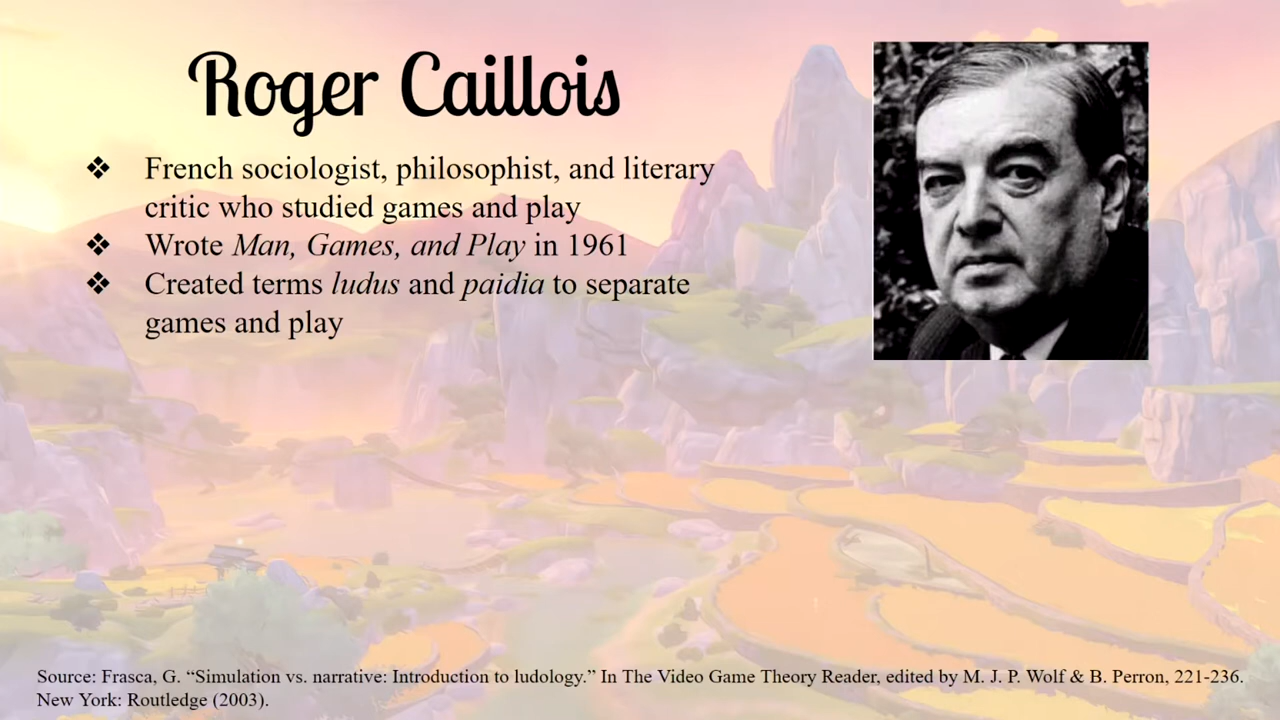 Roger Caillois
❖ French sociologist, philosophist, and literary
critic who studied games and play
❖ Wrote Man, Games, and Play in 1961
❖ Created terms ludus and paidia to separate
games and play
Source: Frasca, G. “Simulation vs. narrative: Introduction to ludology.” In The Video Game Theory Reader, edited by M. J. P. Wolf & B. Perron, 221-236.
New York: Routledge (2003).